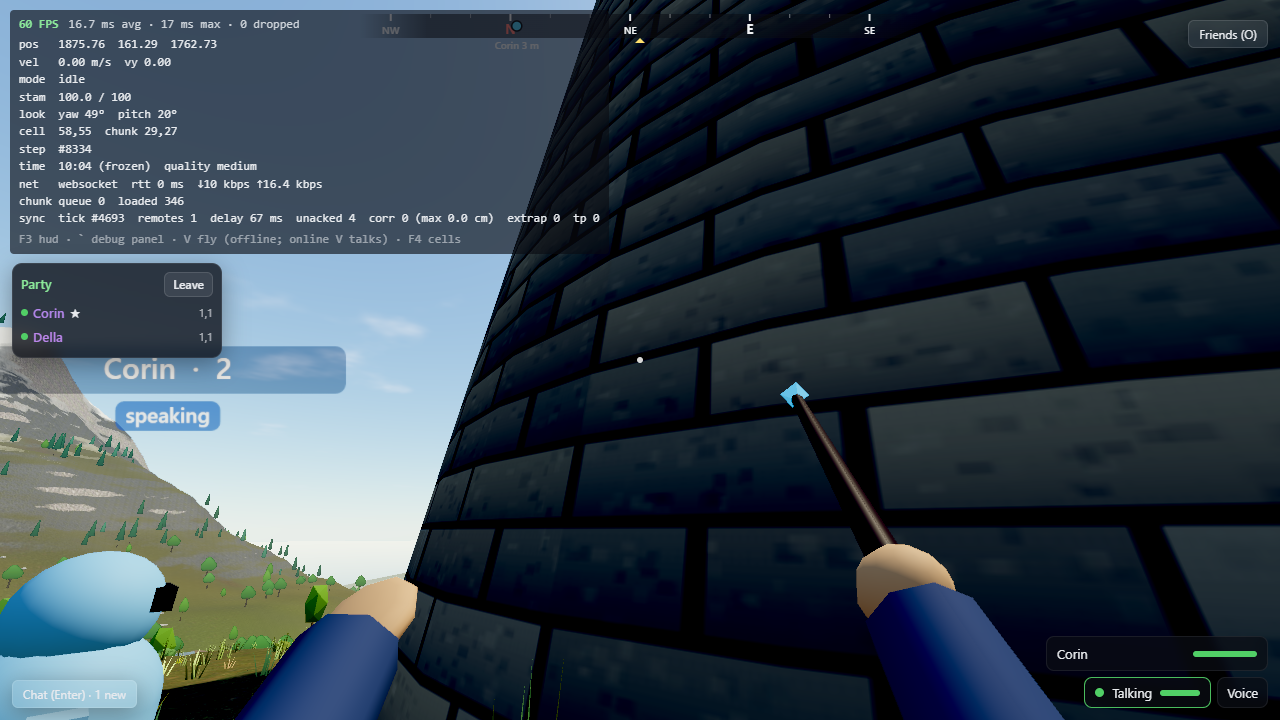 60 FPS 16.7 ms avg · 17 ms max · 0 dropped
pos 1875.76 161.29 1762.73
vel 0.00 m/s vy 0.00
mode idle
stam 100.0 / 100
look yaw 49° pitch 20°
cell 58,55 chunk 29,27
step #8334
time 10:04 (frozen) quality medium
net websocket rtt 0 ms ↓10 kbps ↑16.4 kbps
chunk queue 0 loaded 346
sync tick #4693 remotes 1 delay 67 ms unacked 4 corr 0 (max 0.0 cm) extrap 0 tp 0
F3 hud · ` debug panel · V fly (offline; online V talks) · F4 cells
NW N NE E SE
Corin 3 m
Friends (O)
Party Leave
Corin ★ 1,1
Della 1,1
Corin · 2
speaking
Chat (Enter) · 1 new
Corin
Talking Voice